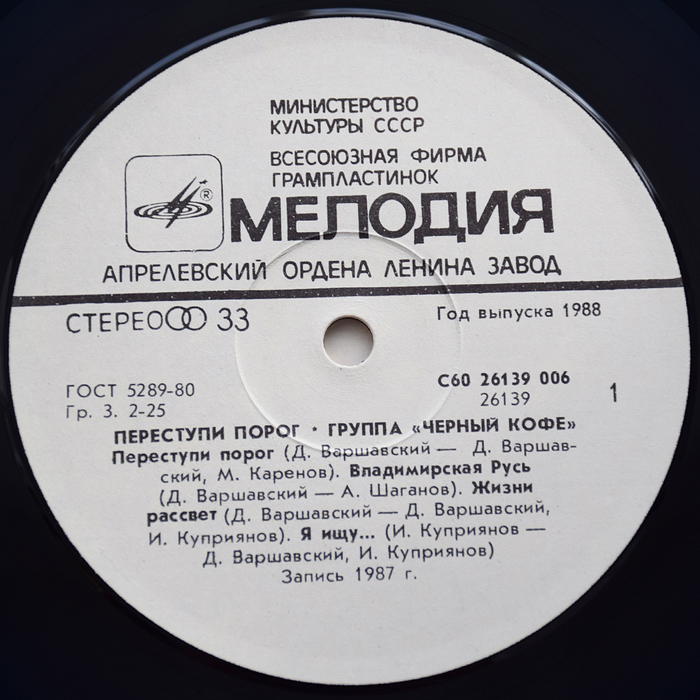 МИНИСТЕРСТВО
КУЛЬТУРЫ СССР
ВСЕСОЮЗНАЯ ФИРМА
ГРАМПЛАСТИНОК
®
МЕЛОДИЯ
АПРЕЛЕВСКИЙ ОРДЕНА ЛЕНИНА ЗАВОД
СТЕРЕО 33
Год выпуска 1988
ГОСТ 5289-80
Гр. 3. 2-25
С60 26139 006
26139
1
ПЕРЕСТУПИ ПОРОГ · ГРУППА «ЧЕРНЫЙ КОФЕ»
Переступи порог (Д. Варшавский — Д. Варшав-
ский, М. Каренов). Владимирская Русь
(Д. Варшавский — А. Шаганов). Жизни
рассвет (Д. Варшавский — Д. Варшавский,
И. Куприянов). Я ищу... (И. Куприянов —
Д. Варшавский, И. Куприянов)
Запись 1987 г.